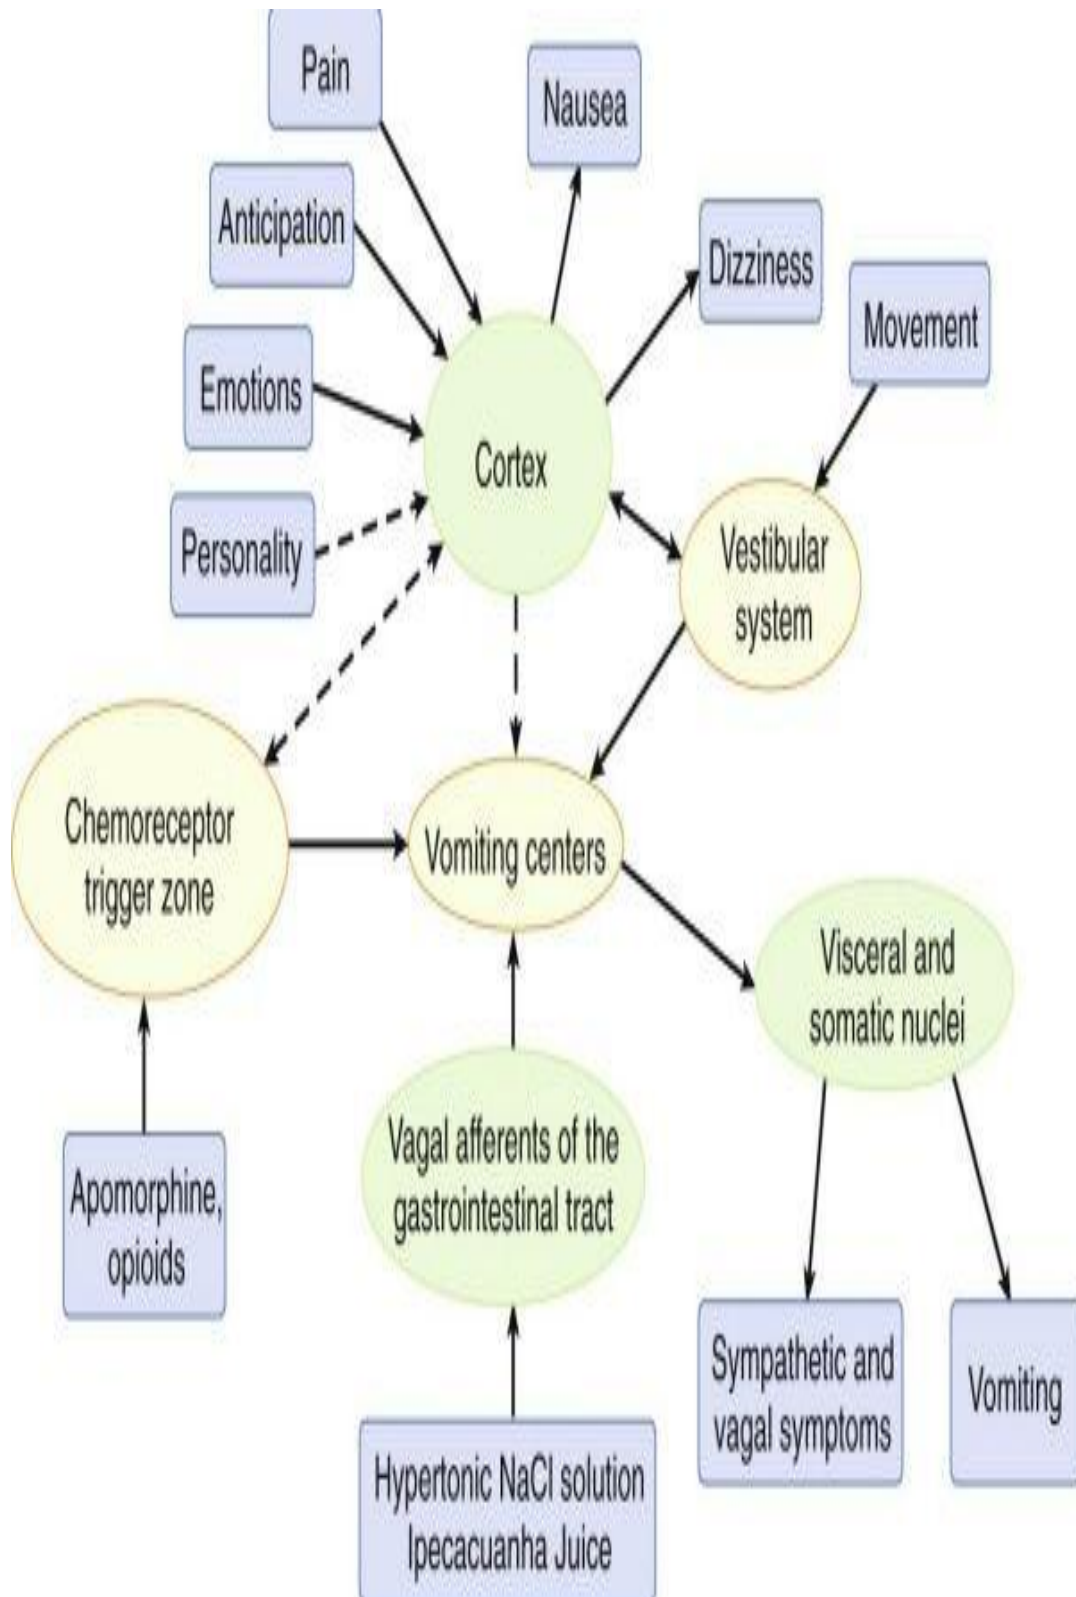 Pain
Nausea
Anticipation
Dizziness
Movement
Emotions
Cortex
Personality
Vestibular
system
Chemoreceptor
trigger zone
Vomiting centers
Visceral and
somatic nuclei
Vagal afferents of the
gastrointestinal tract
Apomorphine,
opioids
Sympathetic and
vagal symptoms
Vomiting
Hypertonic NaCl solution
Ipecacuanha Juice